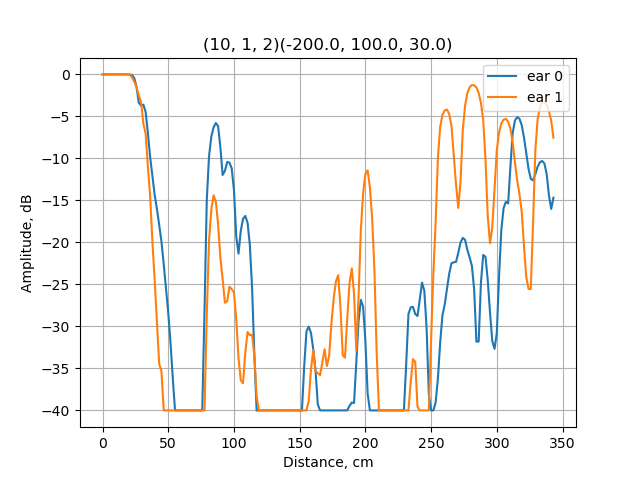 (10, 1, 2)(-200.0, 100.0, 30.0)
ear 0
ear 1
0
−5
−10
−15
−20
−25
−30
−35
−40
Amplitude, dB
0 50 100 150 200 250 300 350
Distance, cm